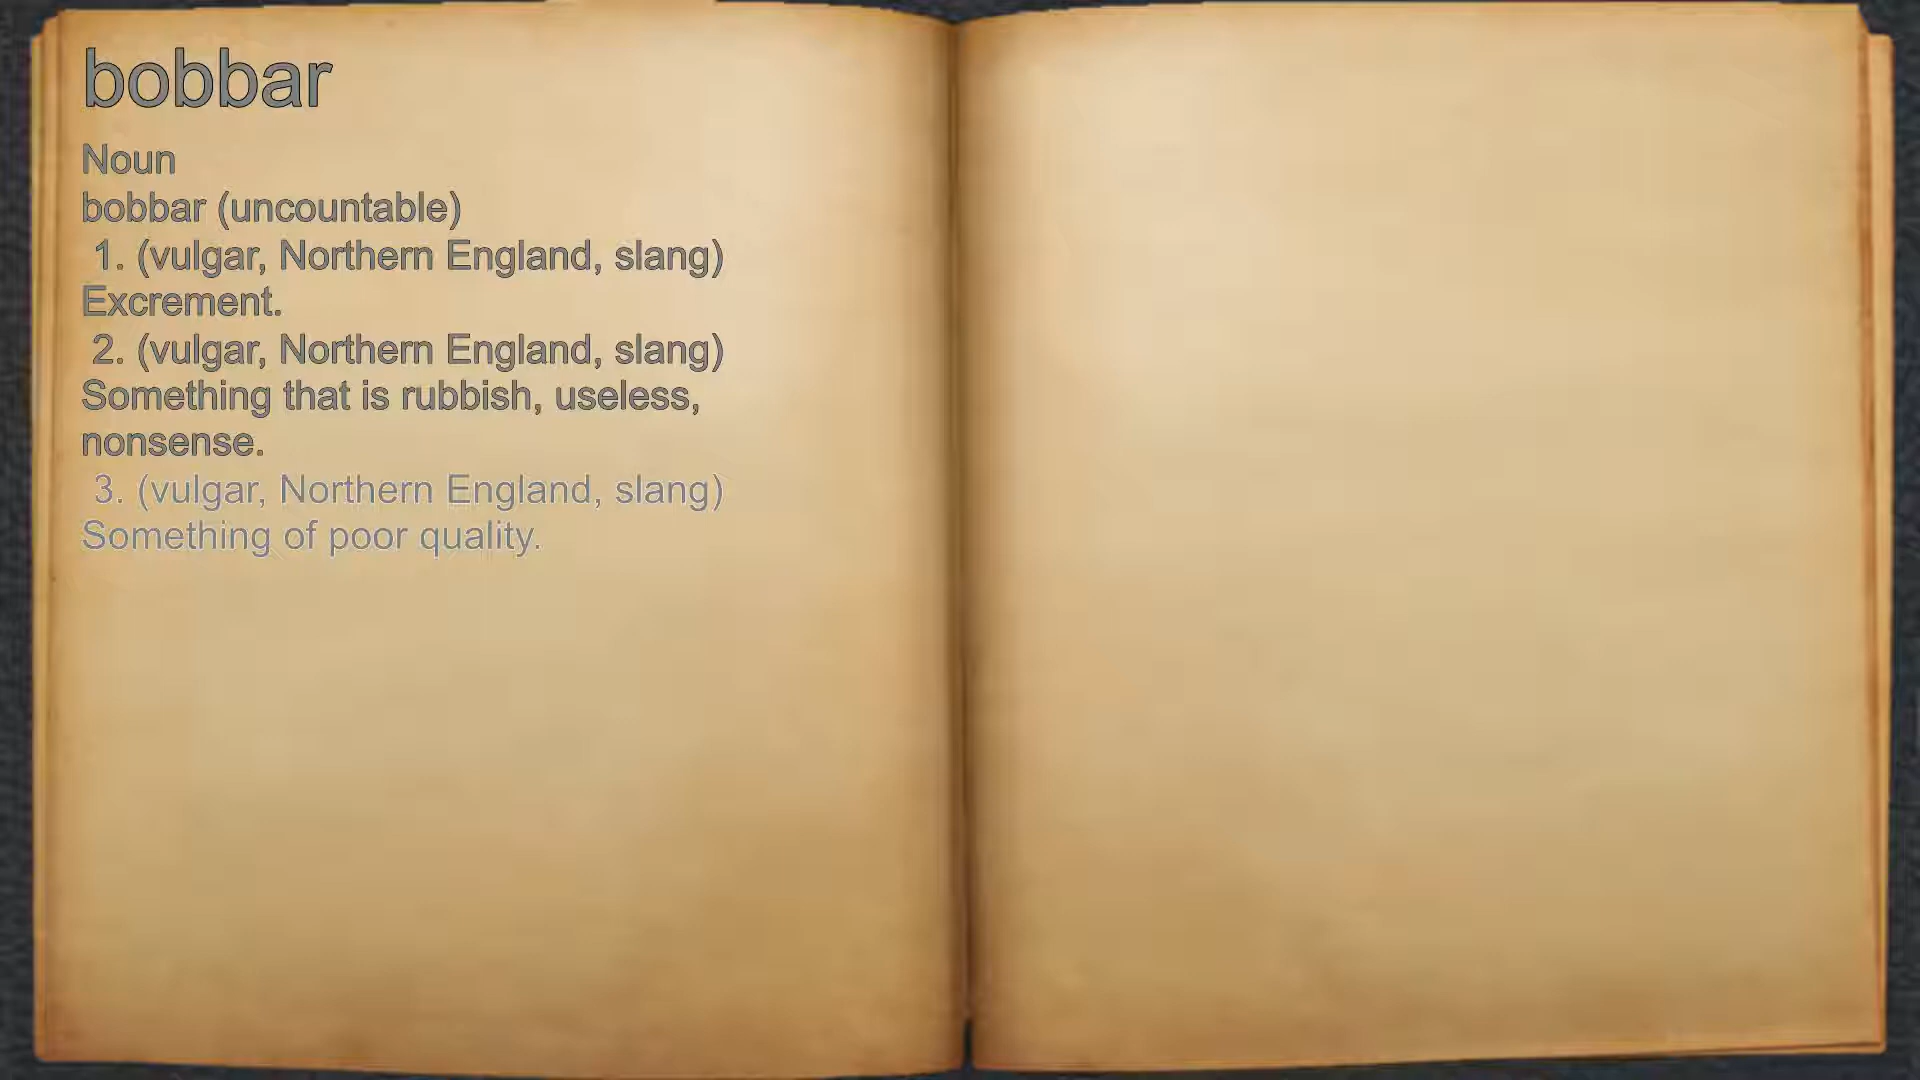 bobbar
Noun
bobbar (uncountable)
1. (vulgar, Northern England, slang)
Excrement.
2. (vulgar, Northern England, slang)
Something that is rubbish, useless,
nonsense.
3. (vulgar, Northern England, slang)
Something of poor quality.